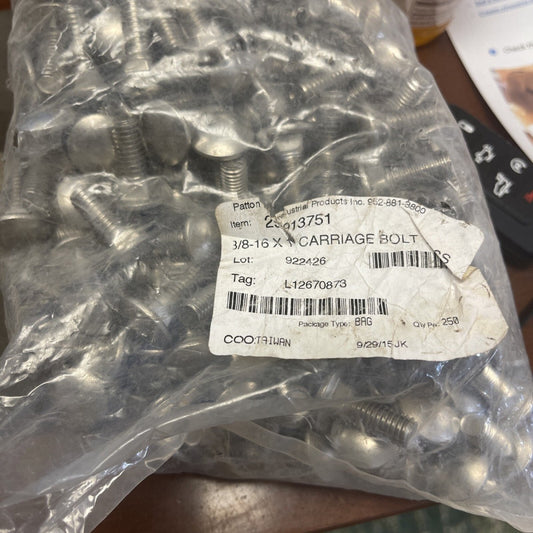 Patton Industrial Products Inc. 952-881-3800
Item:
3/8-16 X CARRIAGE BOLT
Lot: 922426
Tag: L12670873
Package Type: BAG Qty Per: 250
COO:TAIWAN 9/29/15 JK
Check